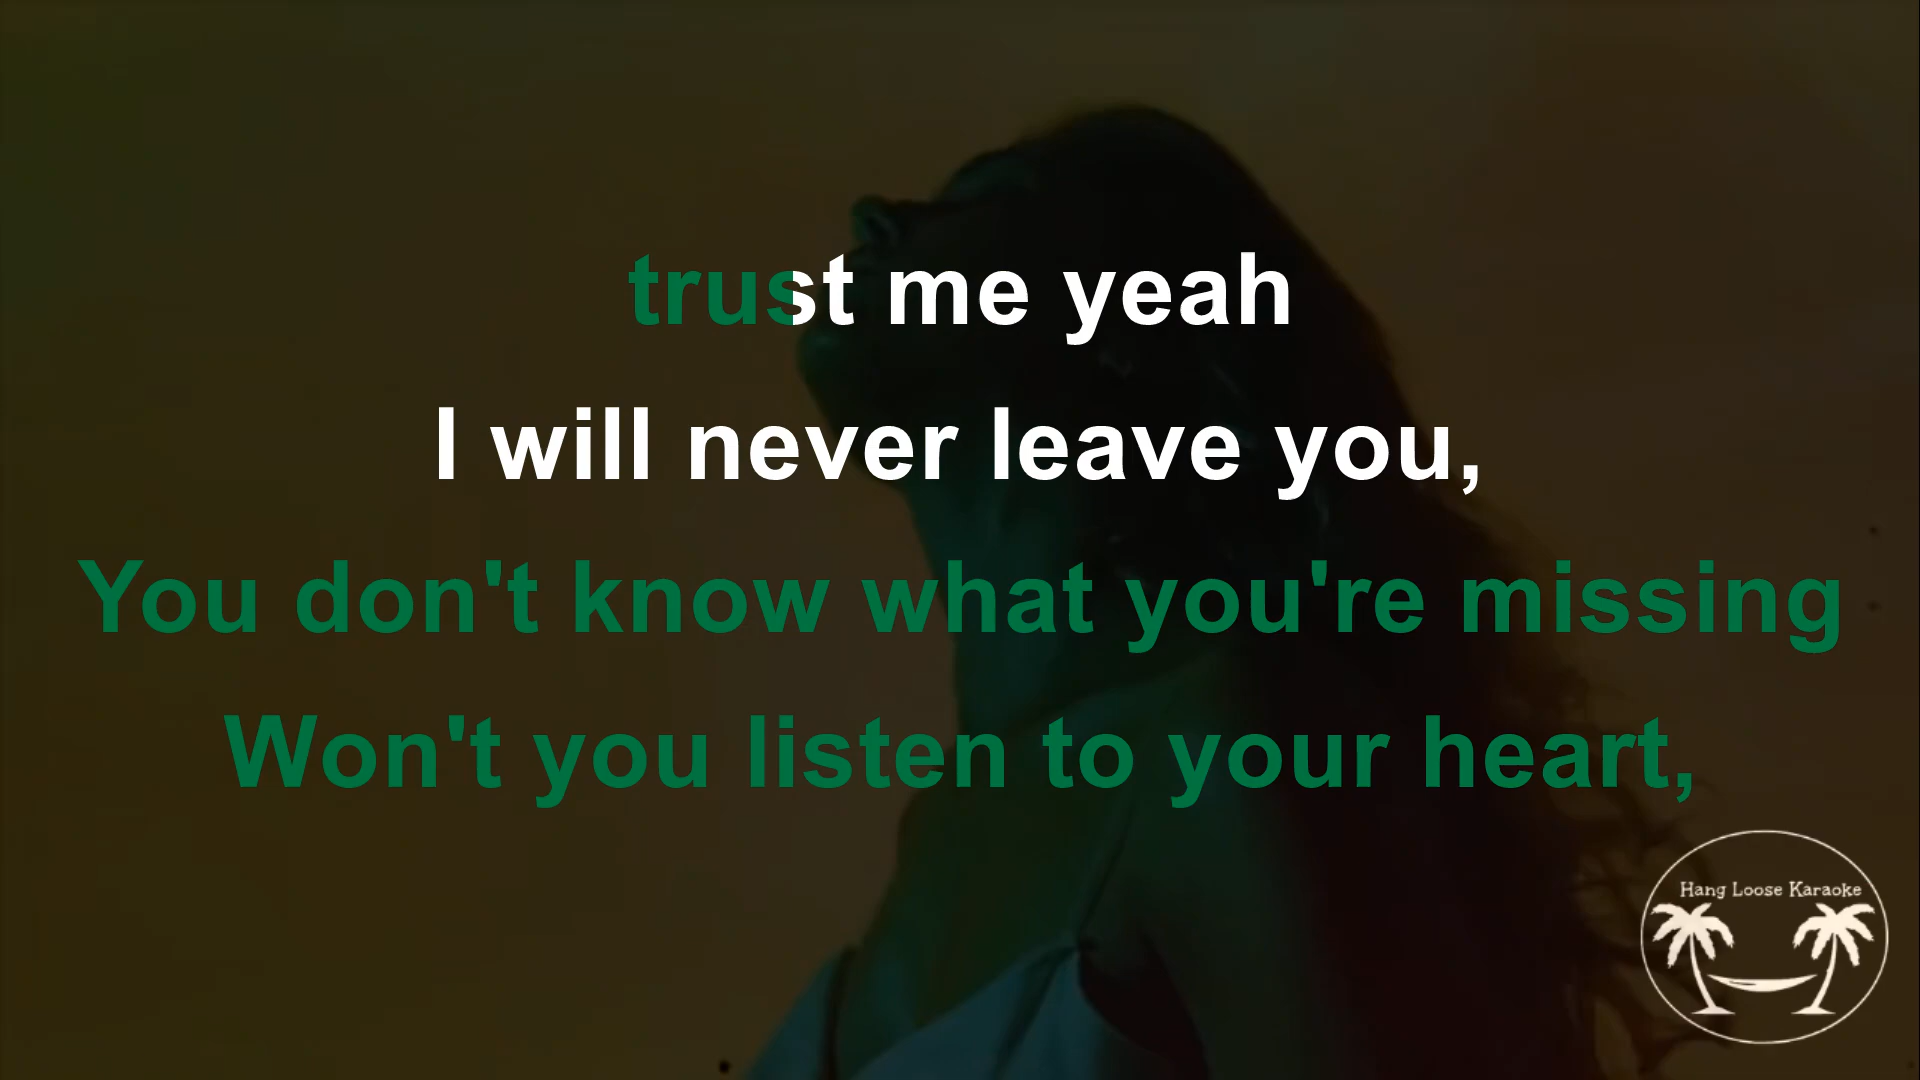 trust me yeah
I will never leave you,
You don't know what you're missing
Won't you listen to your heart,
Hang Loose Karaoke